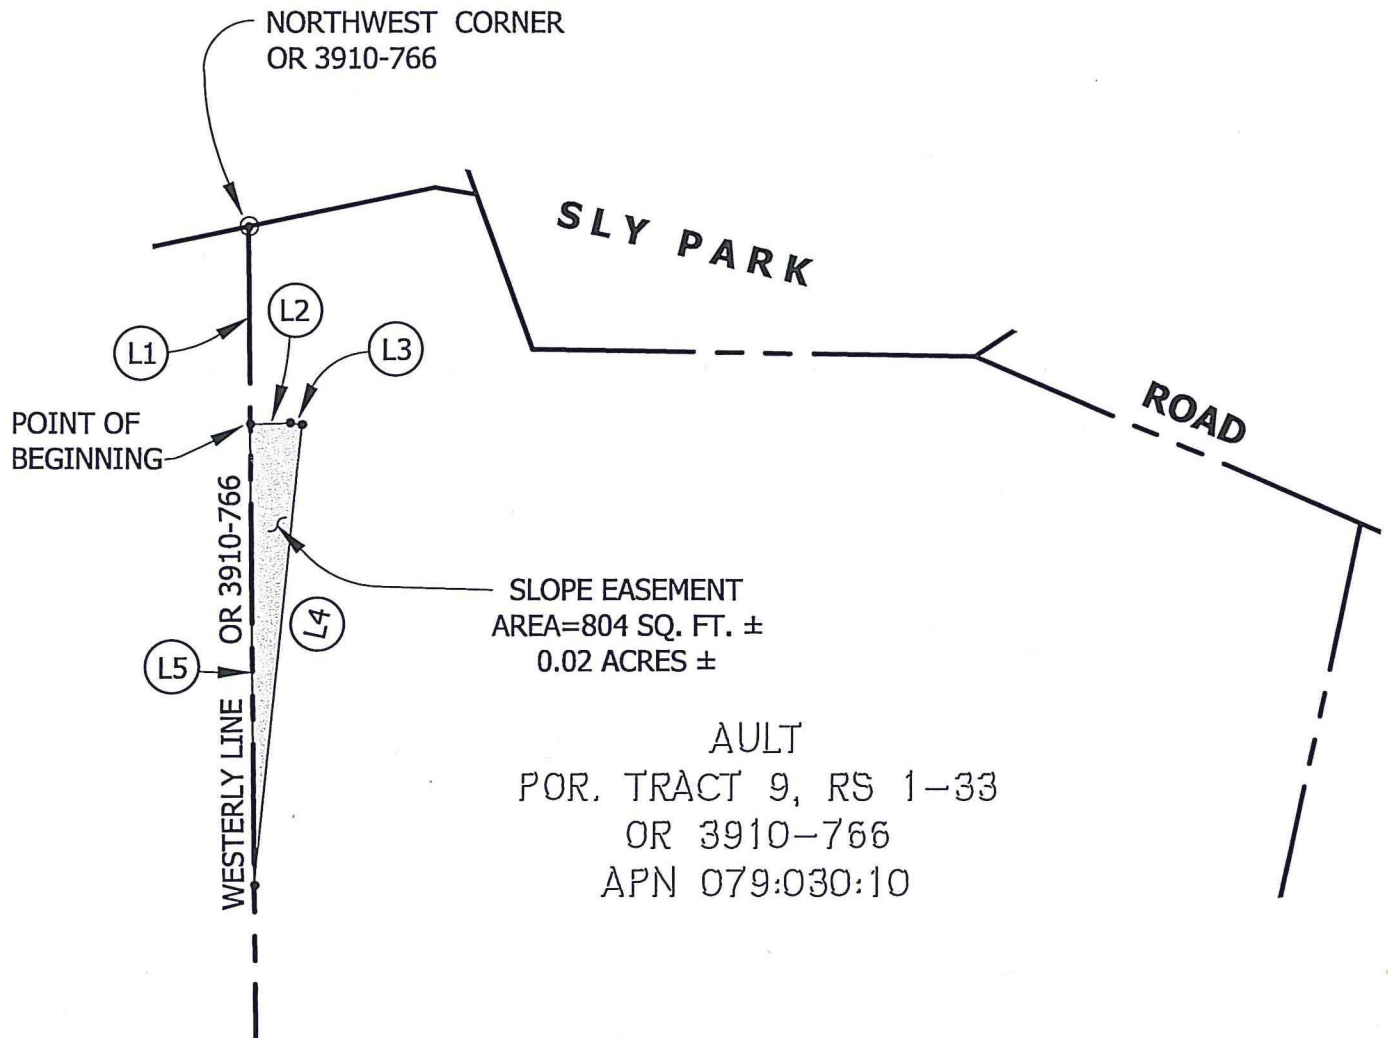 NORTHWEST CORNER
OR 3910-766
SLY PARK
ROAD
L1
L2
L3
POINT OF
BEGINNING
WESTERLY LINE OR 3910-766
L4
L5
SLOPE EASEMENT
AREA=804 SQ. FT. ±
0.02 ACRES ±
AULT
POR. TRACT 9, RS 1-33
OR 3910-766
APN 079:030:10